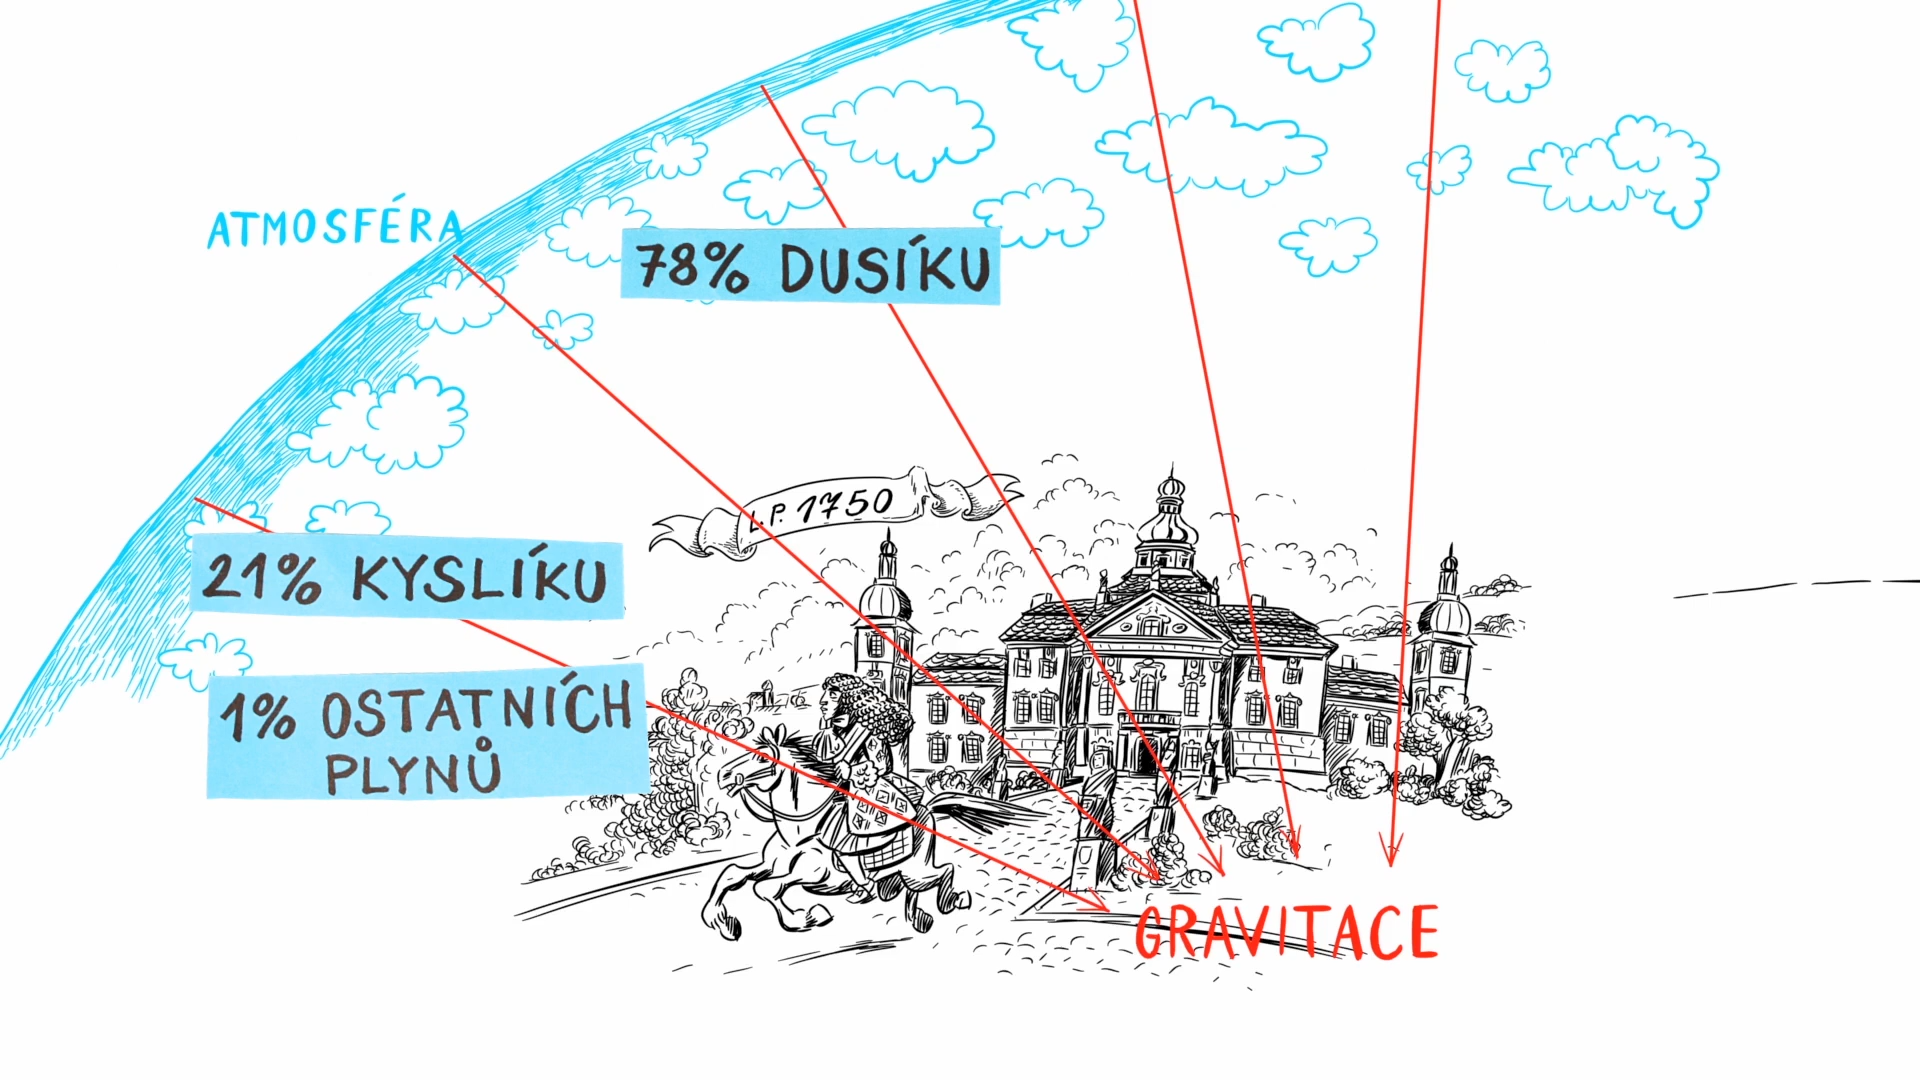 ATMOSFÉRA
78% DUSÍKU
L.P. 1750
21% KYSLÍKU
1% OSTATNÍCH
PLYNŮ
GRAVITACE